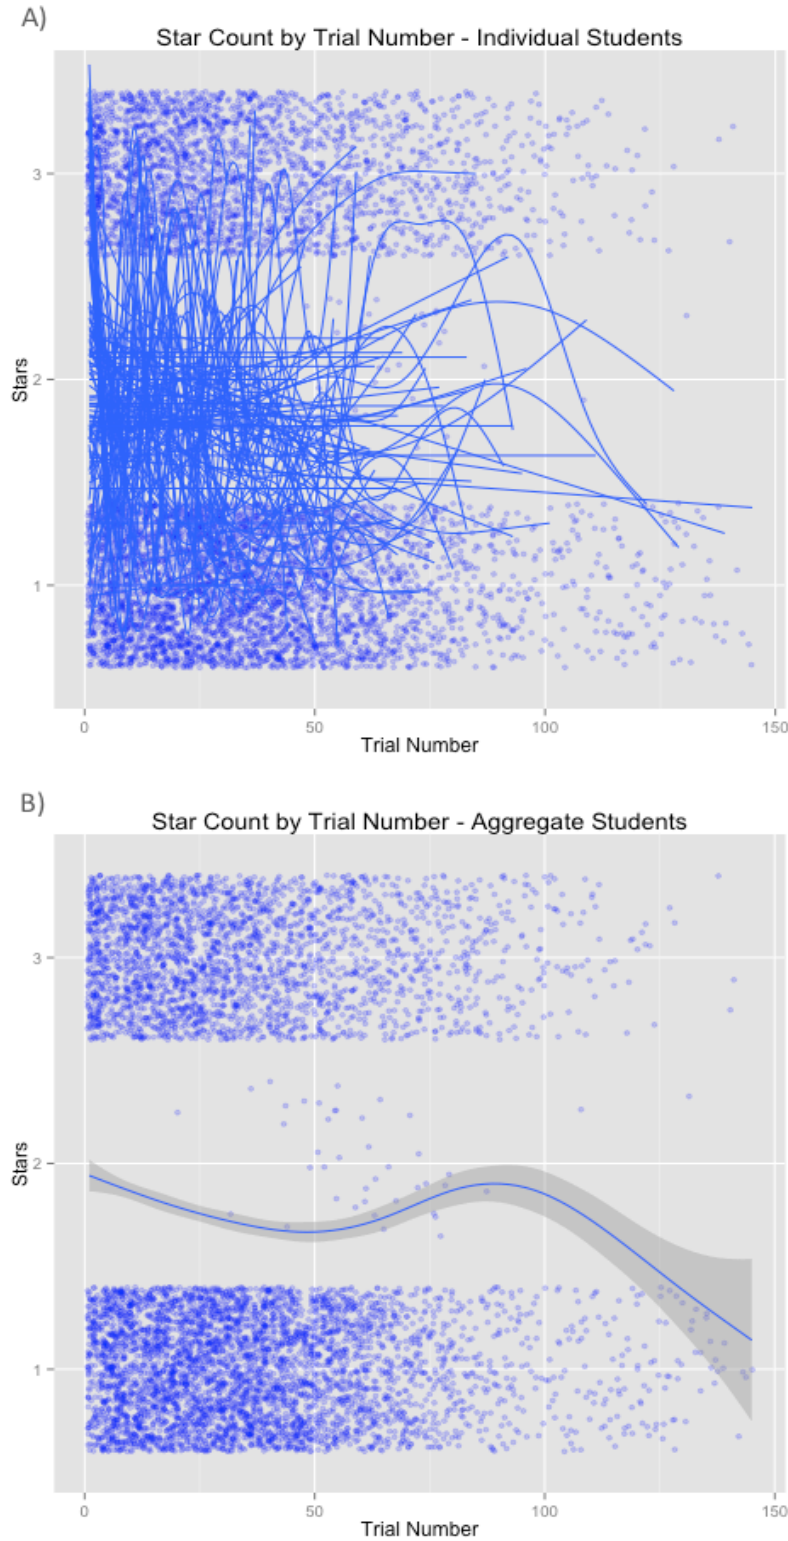 A)
Star Count by Trial Number - Individual Students
3
2
1
Stars
0 50 100 150
Trial Number
B)
Star Count by Trial Number - Aggregate Students
3
2
1
Stars
0 50 100 150
Trial Number